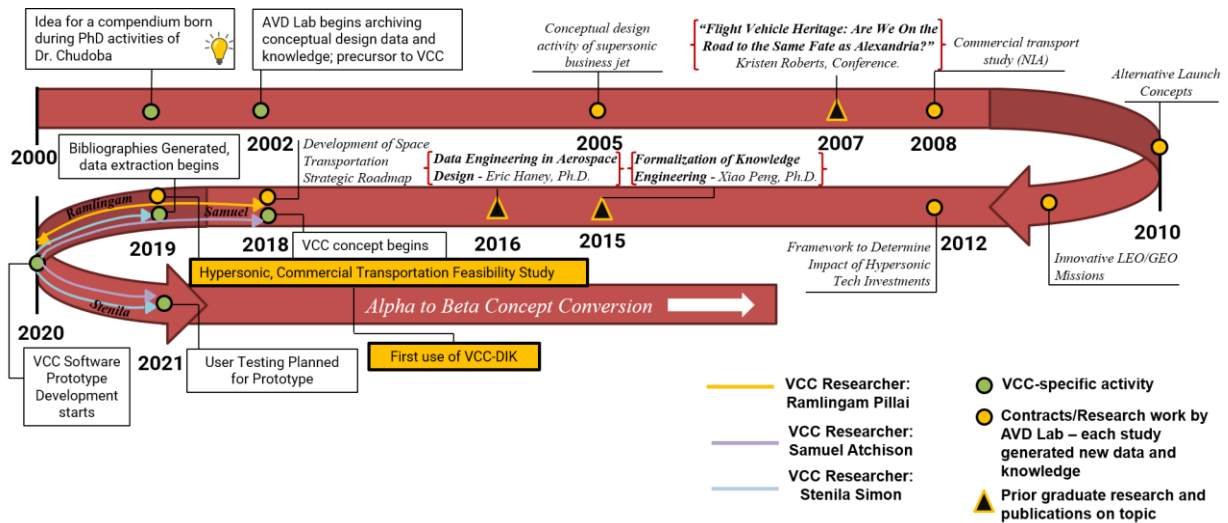 Idea for a compendium born
during PhD activities of
Dr. Chudoba
AVD Lab begins archiving
conceptual design data and
knowledge; precursor to VCC
Conceptual design
activity of supersonic
business jet
“Flight Vehicle Heritage: Are We On the
Road to the Same Fate as Alexandria?”
Kristen Roberts, Conference.
Commercial transport
study (NIA)
Alternative Launch
Concepts
2000
2002
2005
2007
2008
2010
Bibliographies Generated,
data extraction begins
Development of Space
Transportation
Strategic Roadmap
Data Engineering in Aerospace
Design - Eric Haney, Ph.D.
Formalization of Knowledge
Engineering - Xiao Peng, Ph.D.
Ramlingam
Samuel
2019
2018
2016
2015
2012
VCC concept begins
Framework to Determine
Impact of Hypersonic
Tech Investments
Innovative LEO/GEO
Missions
Hypersonic, Commercial Transportation Feasibility Study
Stenila
Alpha to Beta Concept Conversion
2020
2021
VCC Software
Prototype
Development
starts
User Testing Planned
for Prototype
First use of VCC-DIK
VCC Researcher:
Ramlingam Pillai
VCC Researcher:
Samuel Atchison
VCC Researcher:
Stenila Simon
VCC-specific activity
Contracts/Research work by
AVD Lab – each study
generated new data and
knowledge
Prior graduate research and
publications on topic